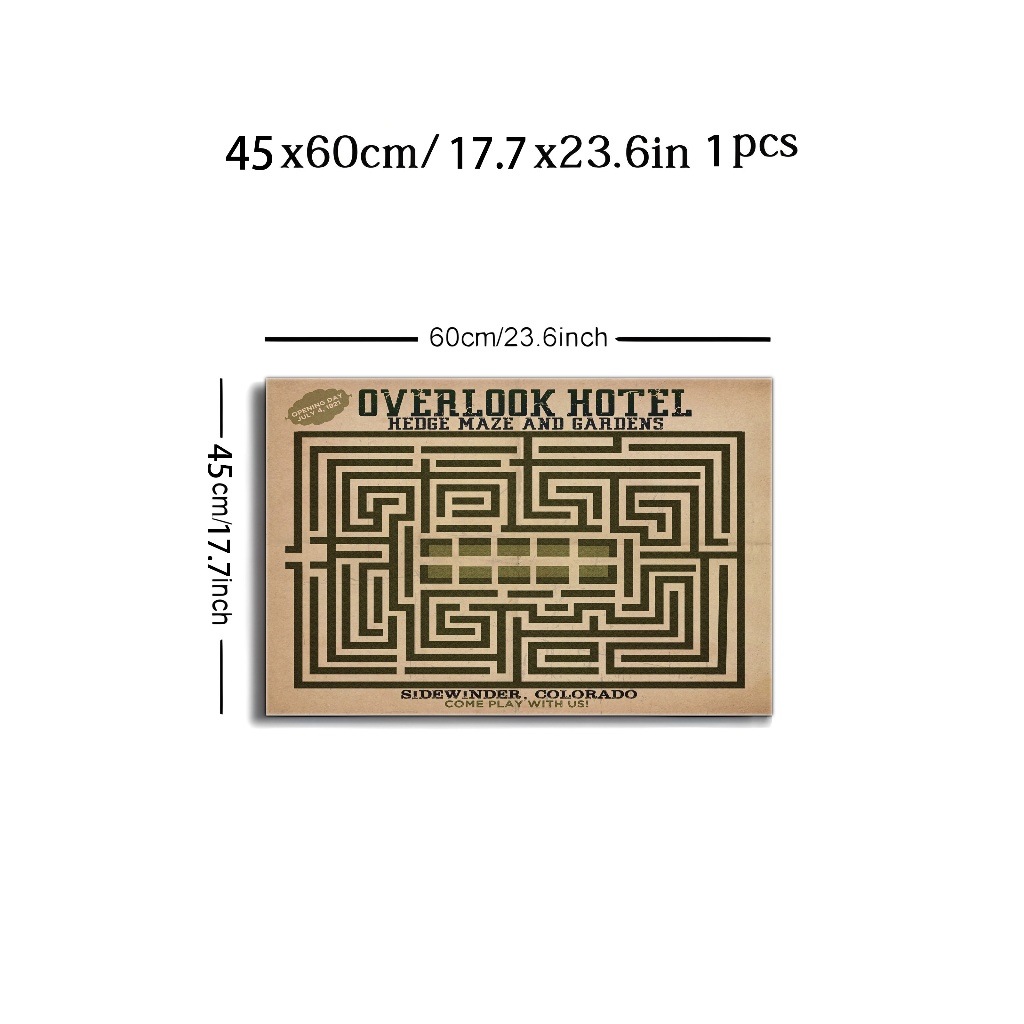 45x60cm/ 17.7x23.6in 1pcs
60cm/23.6inch
45cm/17.7inch
OPENING DAY
JULY 4, 1921
OVERLOOK HOTEL
HEDGE MAZE AND GARDENS
SIDEWINDER, COLORADO
COME PLAY WITH US!